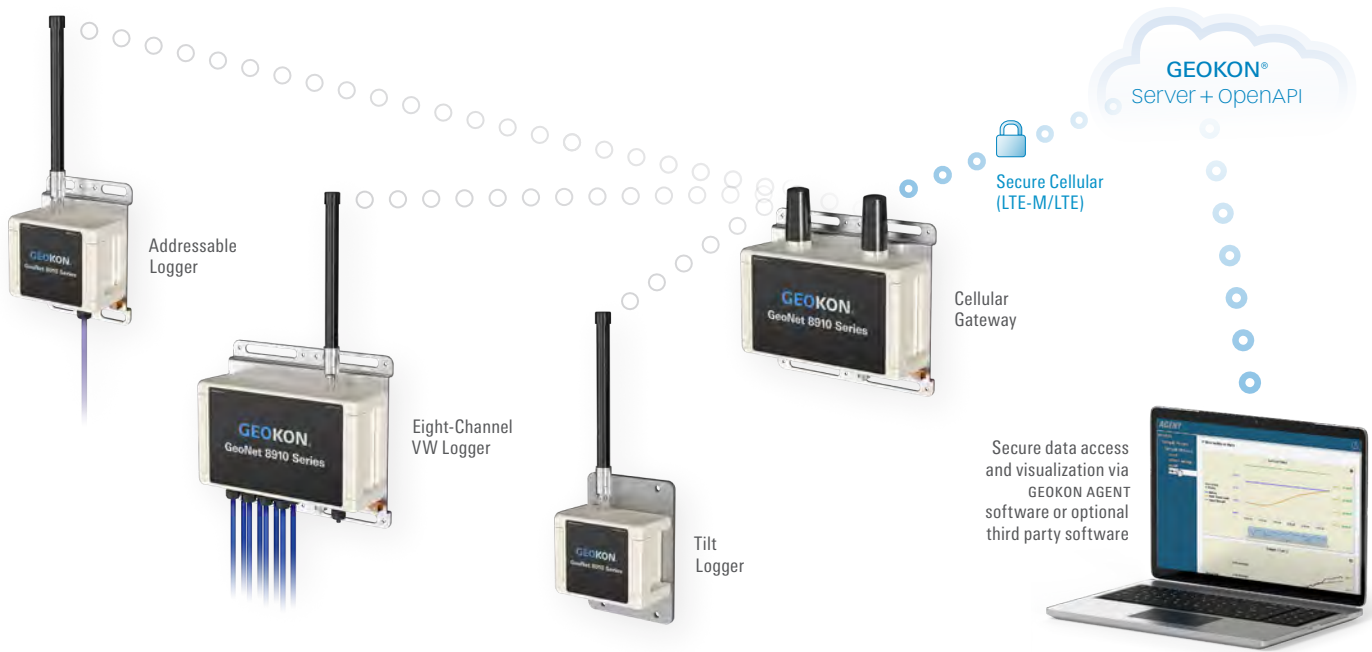 GEOKON®
Server + OpenAPI
Secure Cellular
(LTE-M/LTE)
Addressable
Logger
GEOKON
GeoNet 8910 Series
Eight-Channel
VW Logger
GEOKON.
GeoNet 8910 Series
Tilt
Logger
GEOKON
GeoNet 8910 Series
Cellular
Gateway
GEOKON
GeoNet 8910 Series
Secure data access
and visualization via
GEOKON AGENT
software or optional
third party software
AGENT